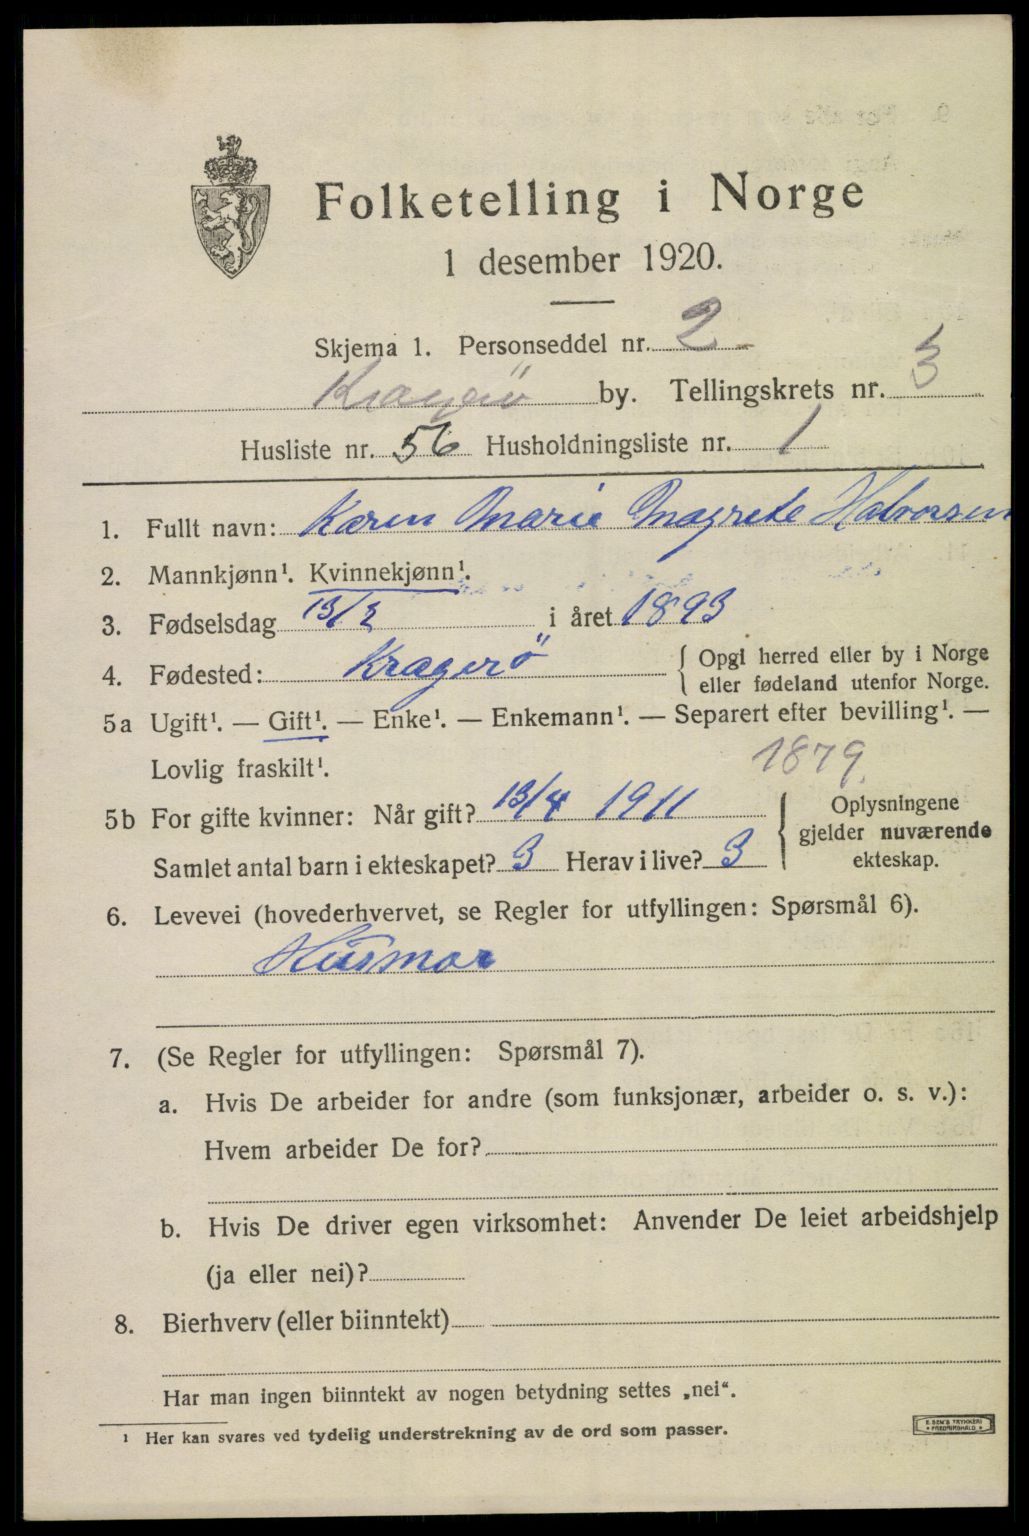 Folketelling i Norge
1 desember 1920.
Skjema 1. Personseddel nr. 2
Kragerö by. Tellingskrets nr. 3
Husliste nr. 56 Husholdningsliste nr. 1
1. Fullt navn: Karen Marie Magrete Halvorsen
2. Mannkjønn¹. Kvinnekjønn¹.
3. Fødselsdag 13/2 i året 1893
4. Fødested: Kragerö { Opgi herred eller by i Norge
eller fødeland utenfor Norge.
5a Ugift¹. — Gift¹. — Enke¹. — Enkemann¹. — Separert efter bevilling¹. —
Lovlig fraskilt¹. 1879
5b For gifte kvinner: Når gift? 13/4 1911 { Oplysningene
gjelder nuværende
Samlet antal barn i ekteskapet? 3 Herav i live? 3 ekteskap.
6. Levevei (hovederhvervet, se Regler for utfyllingen: Spørsmål 6).
Husmor
7. (Se Regler for utfyllingen: Spørsmål 7).
a. Hvis De arbeider for andre (som funksjonær, arbeider o. s. v.):
Hvem arbeider De for?
b. Hvis De driver egen virksomhet: Anvender De leiet arbeidshjelp
(ja eller nei)?
8. Bierhverv (eller biinntekt)
Har man ingen biinntekt av nogen betydning settes „nei“.
¹ Her kan svares ved tydelig understrekning av de ord som passer.
TRYKKERI
FREDRIKSHALD